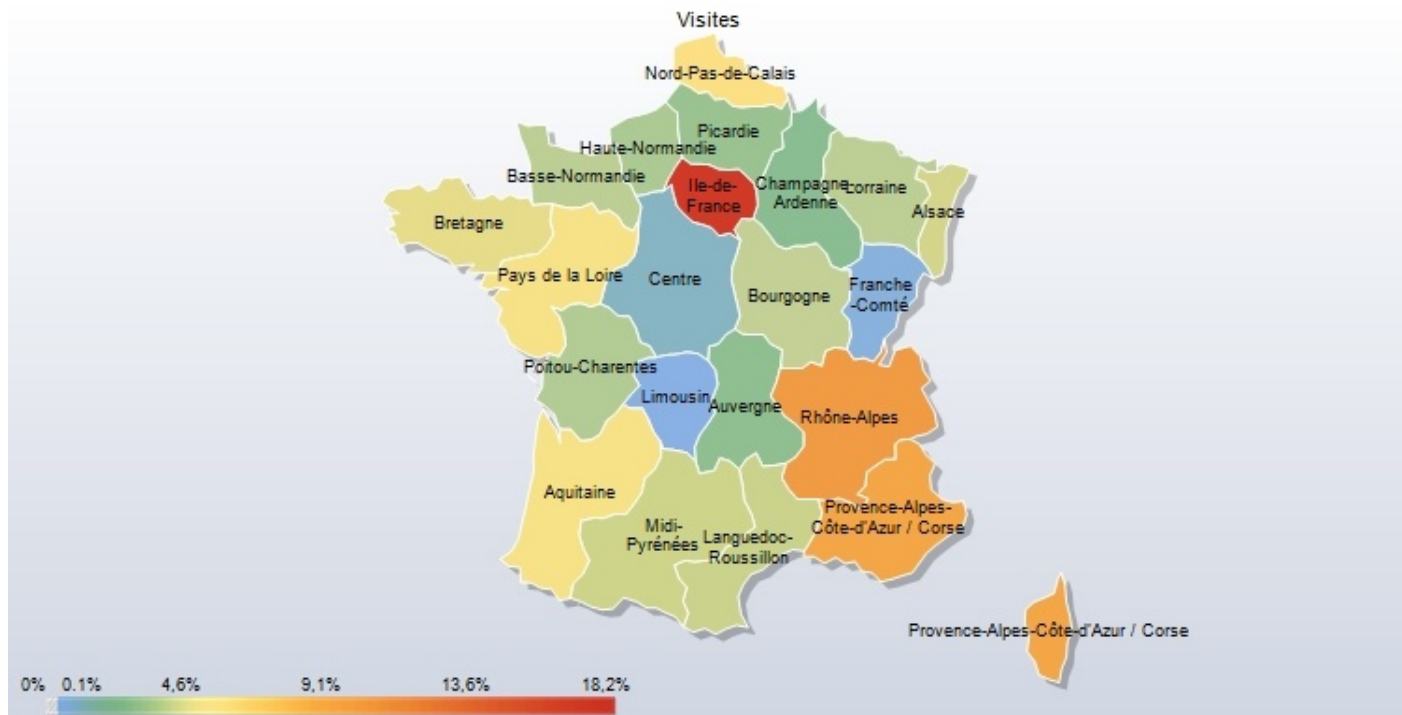 Visites
Nord-Pas-de-Calais
Picardie
Haute-Normandie
Basse-Normandie
Ile-de-
France
Champagne-
Ardenne
Lorraine
Alsace
Bretagne
Pays de la Loire
Centre
Bourgogne
Franche
-Comté
Poitou-Charentes
Limousin
Auvergne
Rhône-Alpes
Aquitaine
Midi-
Pyrénées
Languedoc-
Roussillon
Provence-Alpes-
Côte-d'Azur / Corse
Provence-Alpes-Côte-d'Azur / Corse
0% 0.1% 4,6% 9,1% 13,6% 18,2%